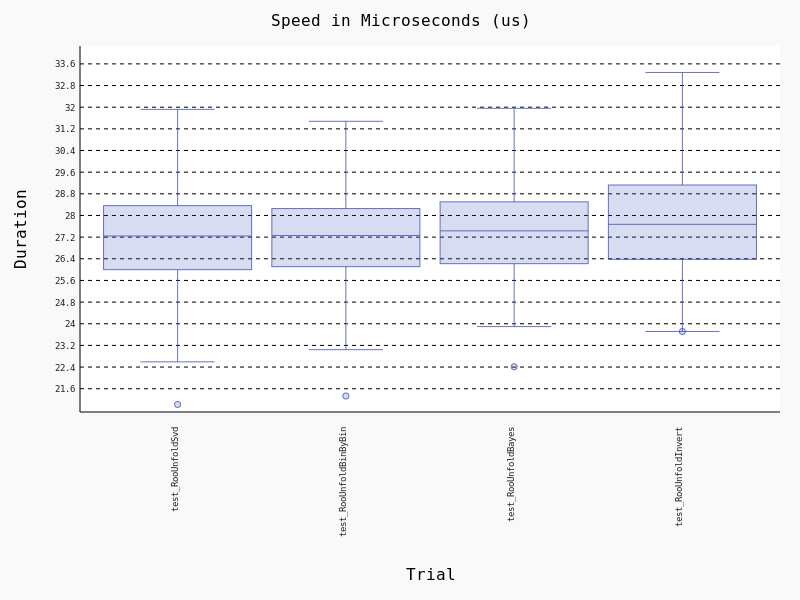 Speed in Microseconds (us)
Duration
33.6
32.8
32
31.2
30.4
29.6
28.8
28
27.2
26.4
25.6
24.8
24
23.2
22.4
21.6
test_RooUnfoldSvd
test_RooUnfoldBinByBin
test_RooUnfoldBayes
test_RooUnfoldInvert
Trial